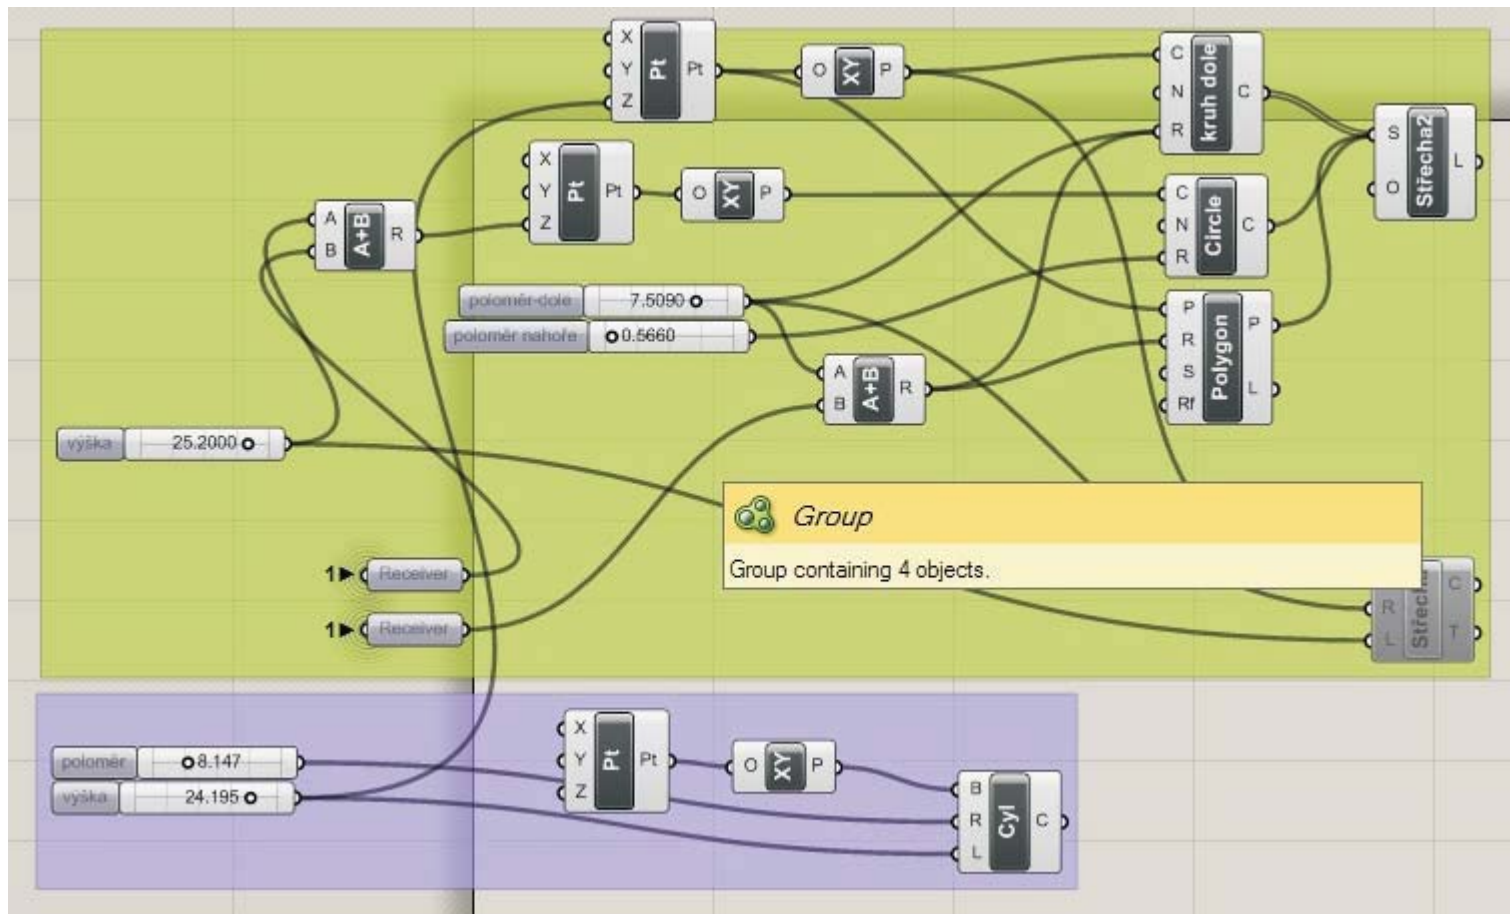 X
Y
Z
Pt
Pt
O
XY
P
C
N
R
kruh dole
C
S
O
Střecha2
L
X
Y
Z
Pt
Pt
O
XY
P
C
N
R
Circle
C
A
B
A+B
R
poloměr-dole 7.5090
poloměr nahoře 0.5660
P
R
S
Rf
Polygon
P
L
A
B
A+B
R
výška 25.2000
Group
Group containing 4 objects.
1 Receiver
1 Receiver
R
L
C
T
poloměr 8.147
výška 24.195
X
Y
Z
Pt
Pt
O
XY
P
B
R
L
Cyl
C